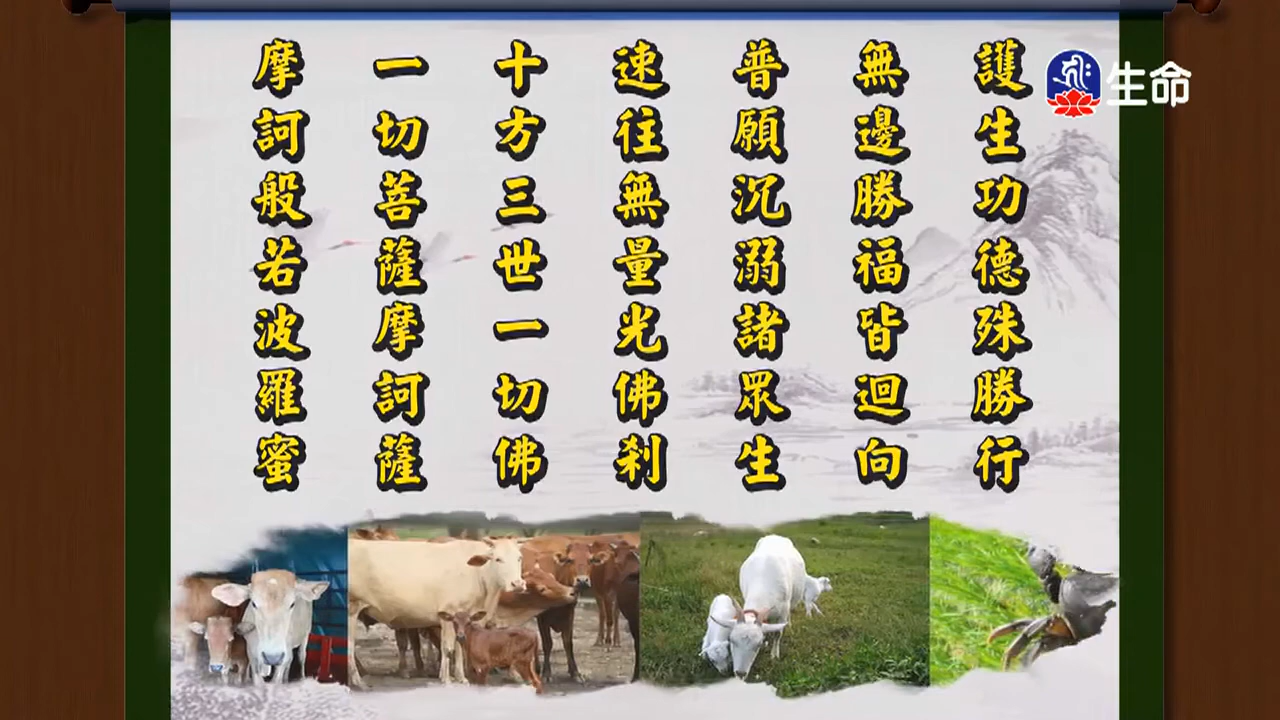 護生功德殊勝行
無邊勝福皆迴向
普願沉溺諸眾生
速往無量光佛剎
十方三世一切佛
一切菩薩摩訶薩
摩訶般若波羅蜜
生命